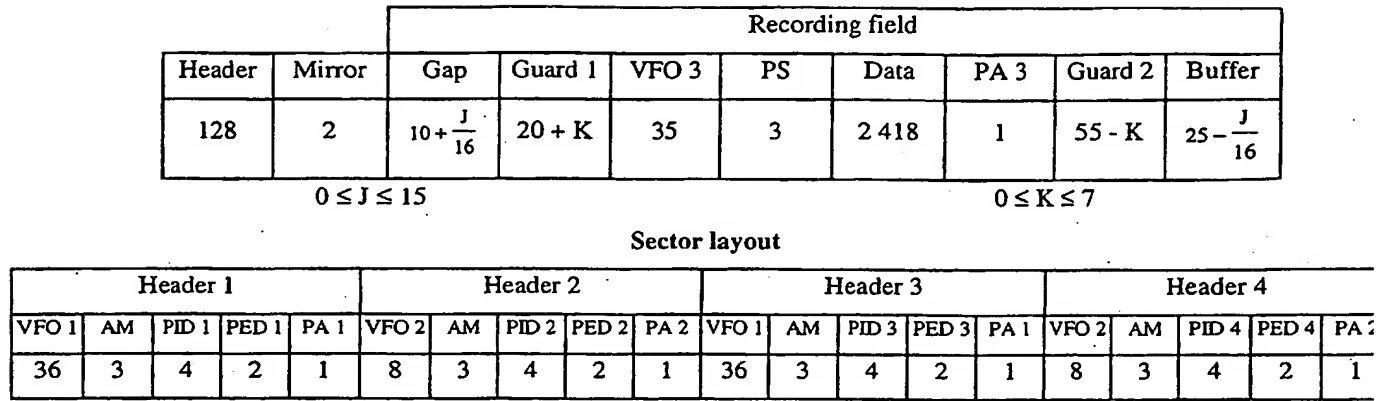 Recording field
Header Mirror Gap Guard 1 VFO 3 PS Data PA 3 Guard 2 Buffer
128 2 10 + J/16 20 + K 35 3 2 418 1 55 - K 25 - J/16
0 ≤ J ≤ 15 0 ≤ K ≤ 7
Sector layout
Header 1 Header 2 Header 3 Header 4
VFO 1 AM PID 1 PED 1 PA 1 VFO 2 AM PID 2 PED 2 PA 2 VFO 1 AM PID 3 PED 3 PA 1 VFO 2 AM PID 4 PED 4 PA 2
36 3 4 2 1 8 3 4 2 1 36 3 4 2 1 8 3 4 2 1